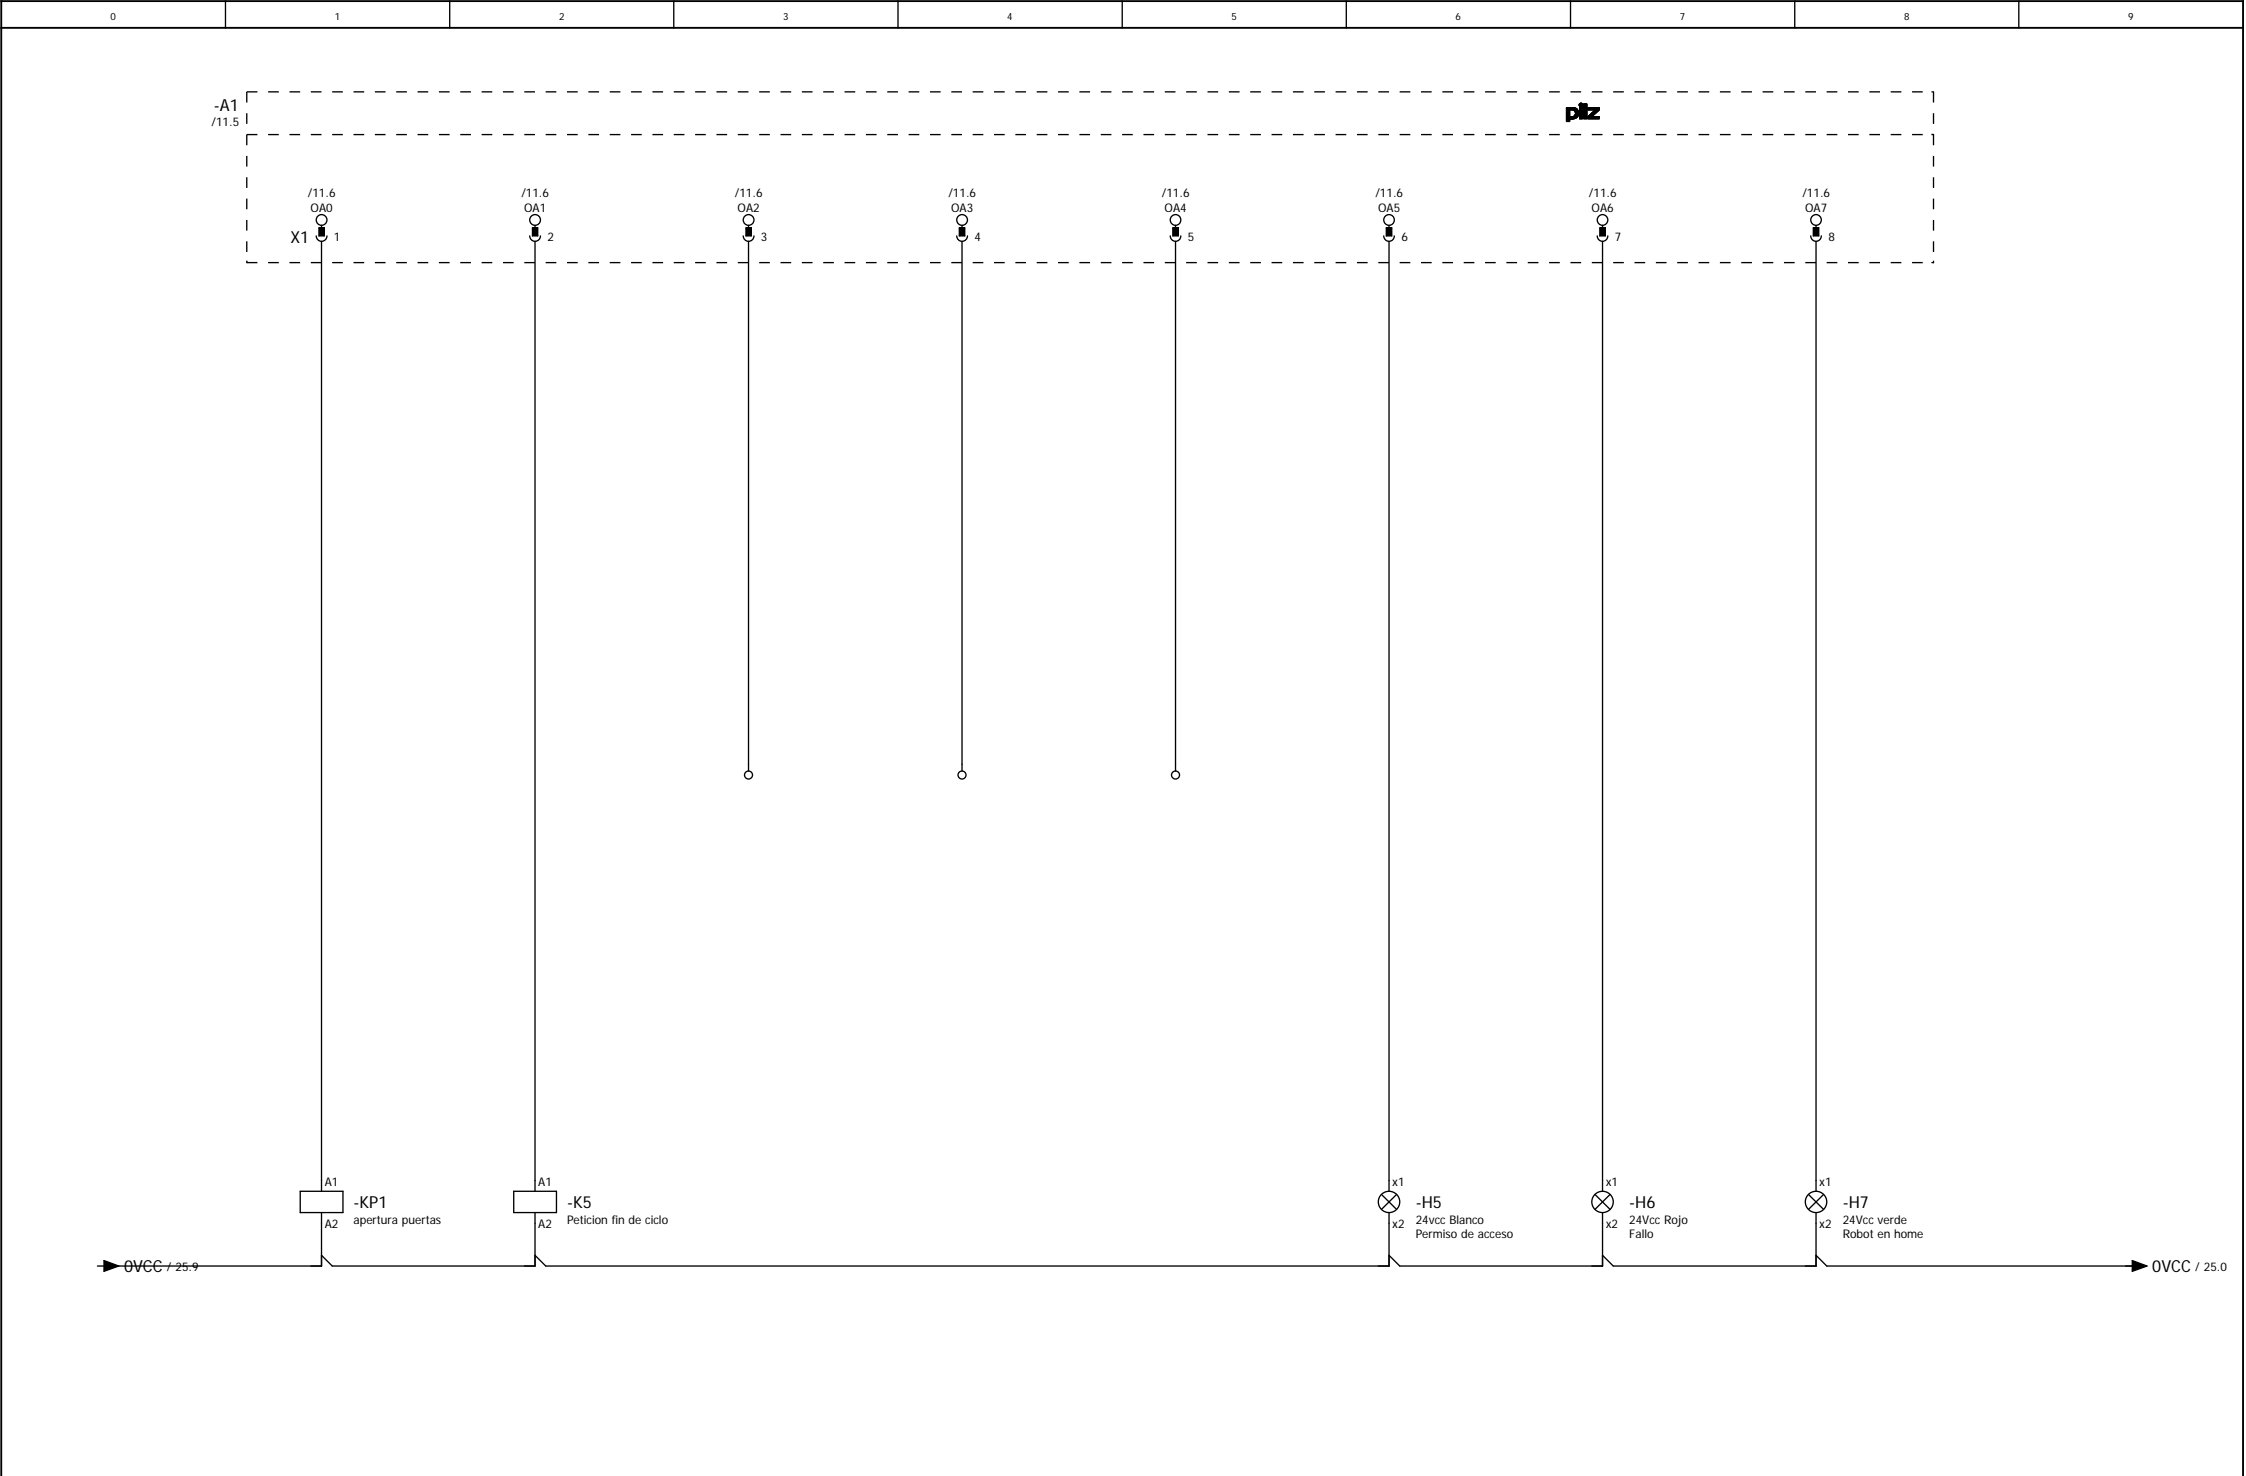 0 1 2 3 4 5 6 7 8 9
-A1
/11.5
pilz
/11.6 /11.6 /11.6 /11.6 /11.6 /11.6 /11.6 /11.6
OA0 OA1 OA2 OA3 OA4 OA5 OA6 OA7
X1 1 2 3 4 5 6 7 8
A1 A1 x1 x1 x1
-KP1 -K5 -H5 -H6 -H7
A2 apertura puertas A2 Peticion fin de ciclo x2 24vcc Blanco x2 24Vcc Rojo x2 24Vcc verde
Permiso de acceso Fallo Robot en home
0VCC / 25.9 0VCC / 25.0